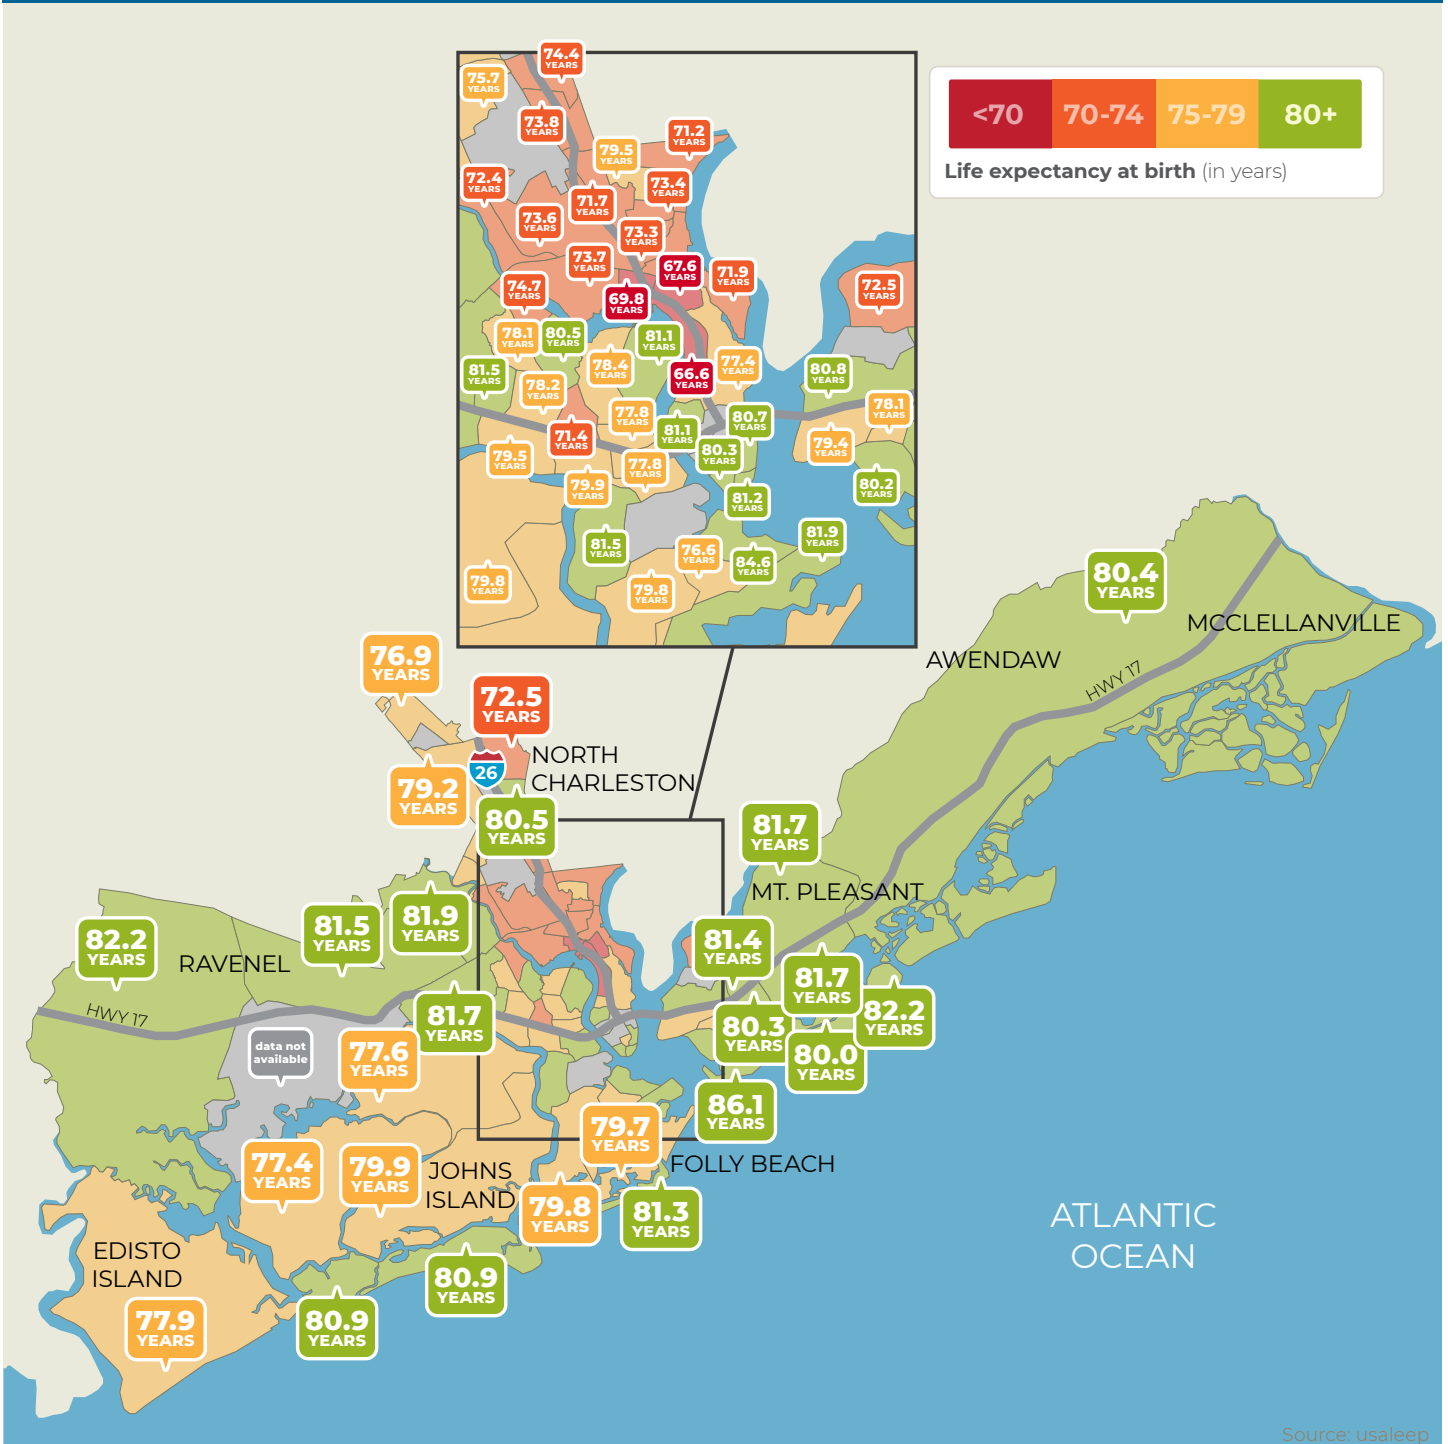 <70 70-74 75-79 80+
Life expectancy at birth (in years)
74.4
YEARS
75.7
YEARS
73.8
YEARS
71.2
YEARS
79.5
YEARS
72.4
YEARS
73.4
YEARS
71.7
YEARS
73.6
YEARS
73.3
YEARS
73.7
YEARS
67.6
YEARS
71.9
YEARS
74.7
YEARS
72.5
YEARS
69.8
YEARS
78.1
YEARS
80.5
YEARS
81.1
YEARS
78.4
YEARS
77.4
YEARS
81.5
YEARS
66.6
YEARS
80.8
YEARS
78.2
YEARS
78.1
YEARS
77.8
YEARS
80.7
YEARS
71.4
YEARS
81.1
YEARS
79.4
YEARS
79.5
YEARS
80.3
YEARS
77.8
YEARS
79.9
YEARS
80.2
YEARS
81.2
YEARS
81.9
YEARS
81.5
YEARS
76.6
YEARS
84.6
YEARS
79.8
YEARS
79.8
YEARS
80.4
YEARS
MCCLELLANVILLE
AWENDAW
HWY 17
76.9
YEARS
72.5
YEARS
NORTH
CHARLESTON
26
79.2
YEARS
80.5
YEARS
81.7
YEARS
MT. PLEASANT
81.9
YEARS
81.5
YEARS
82.2
YEARS
RAVENEL
81.4
YEARS
81.7
YEARS
82.2
YEARS
HWY 17
81.7
YEARS
80.3
YEARS
80.0
YEARS
data not
available
77.6
YEARS
86.1
YEARS
79.7
YEARS
FOLLY BEACH
77.4
YEARS
79.9
YEARS
JOHNS
ISLAND
79.8
YEARS
81.3
YEARS
ATLANTIC
OCEAN
EDISTO
ISLAND
80.9
YEARS
77.9
YEARS
80.9
YEARS
Source: usaleep